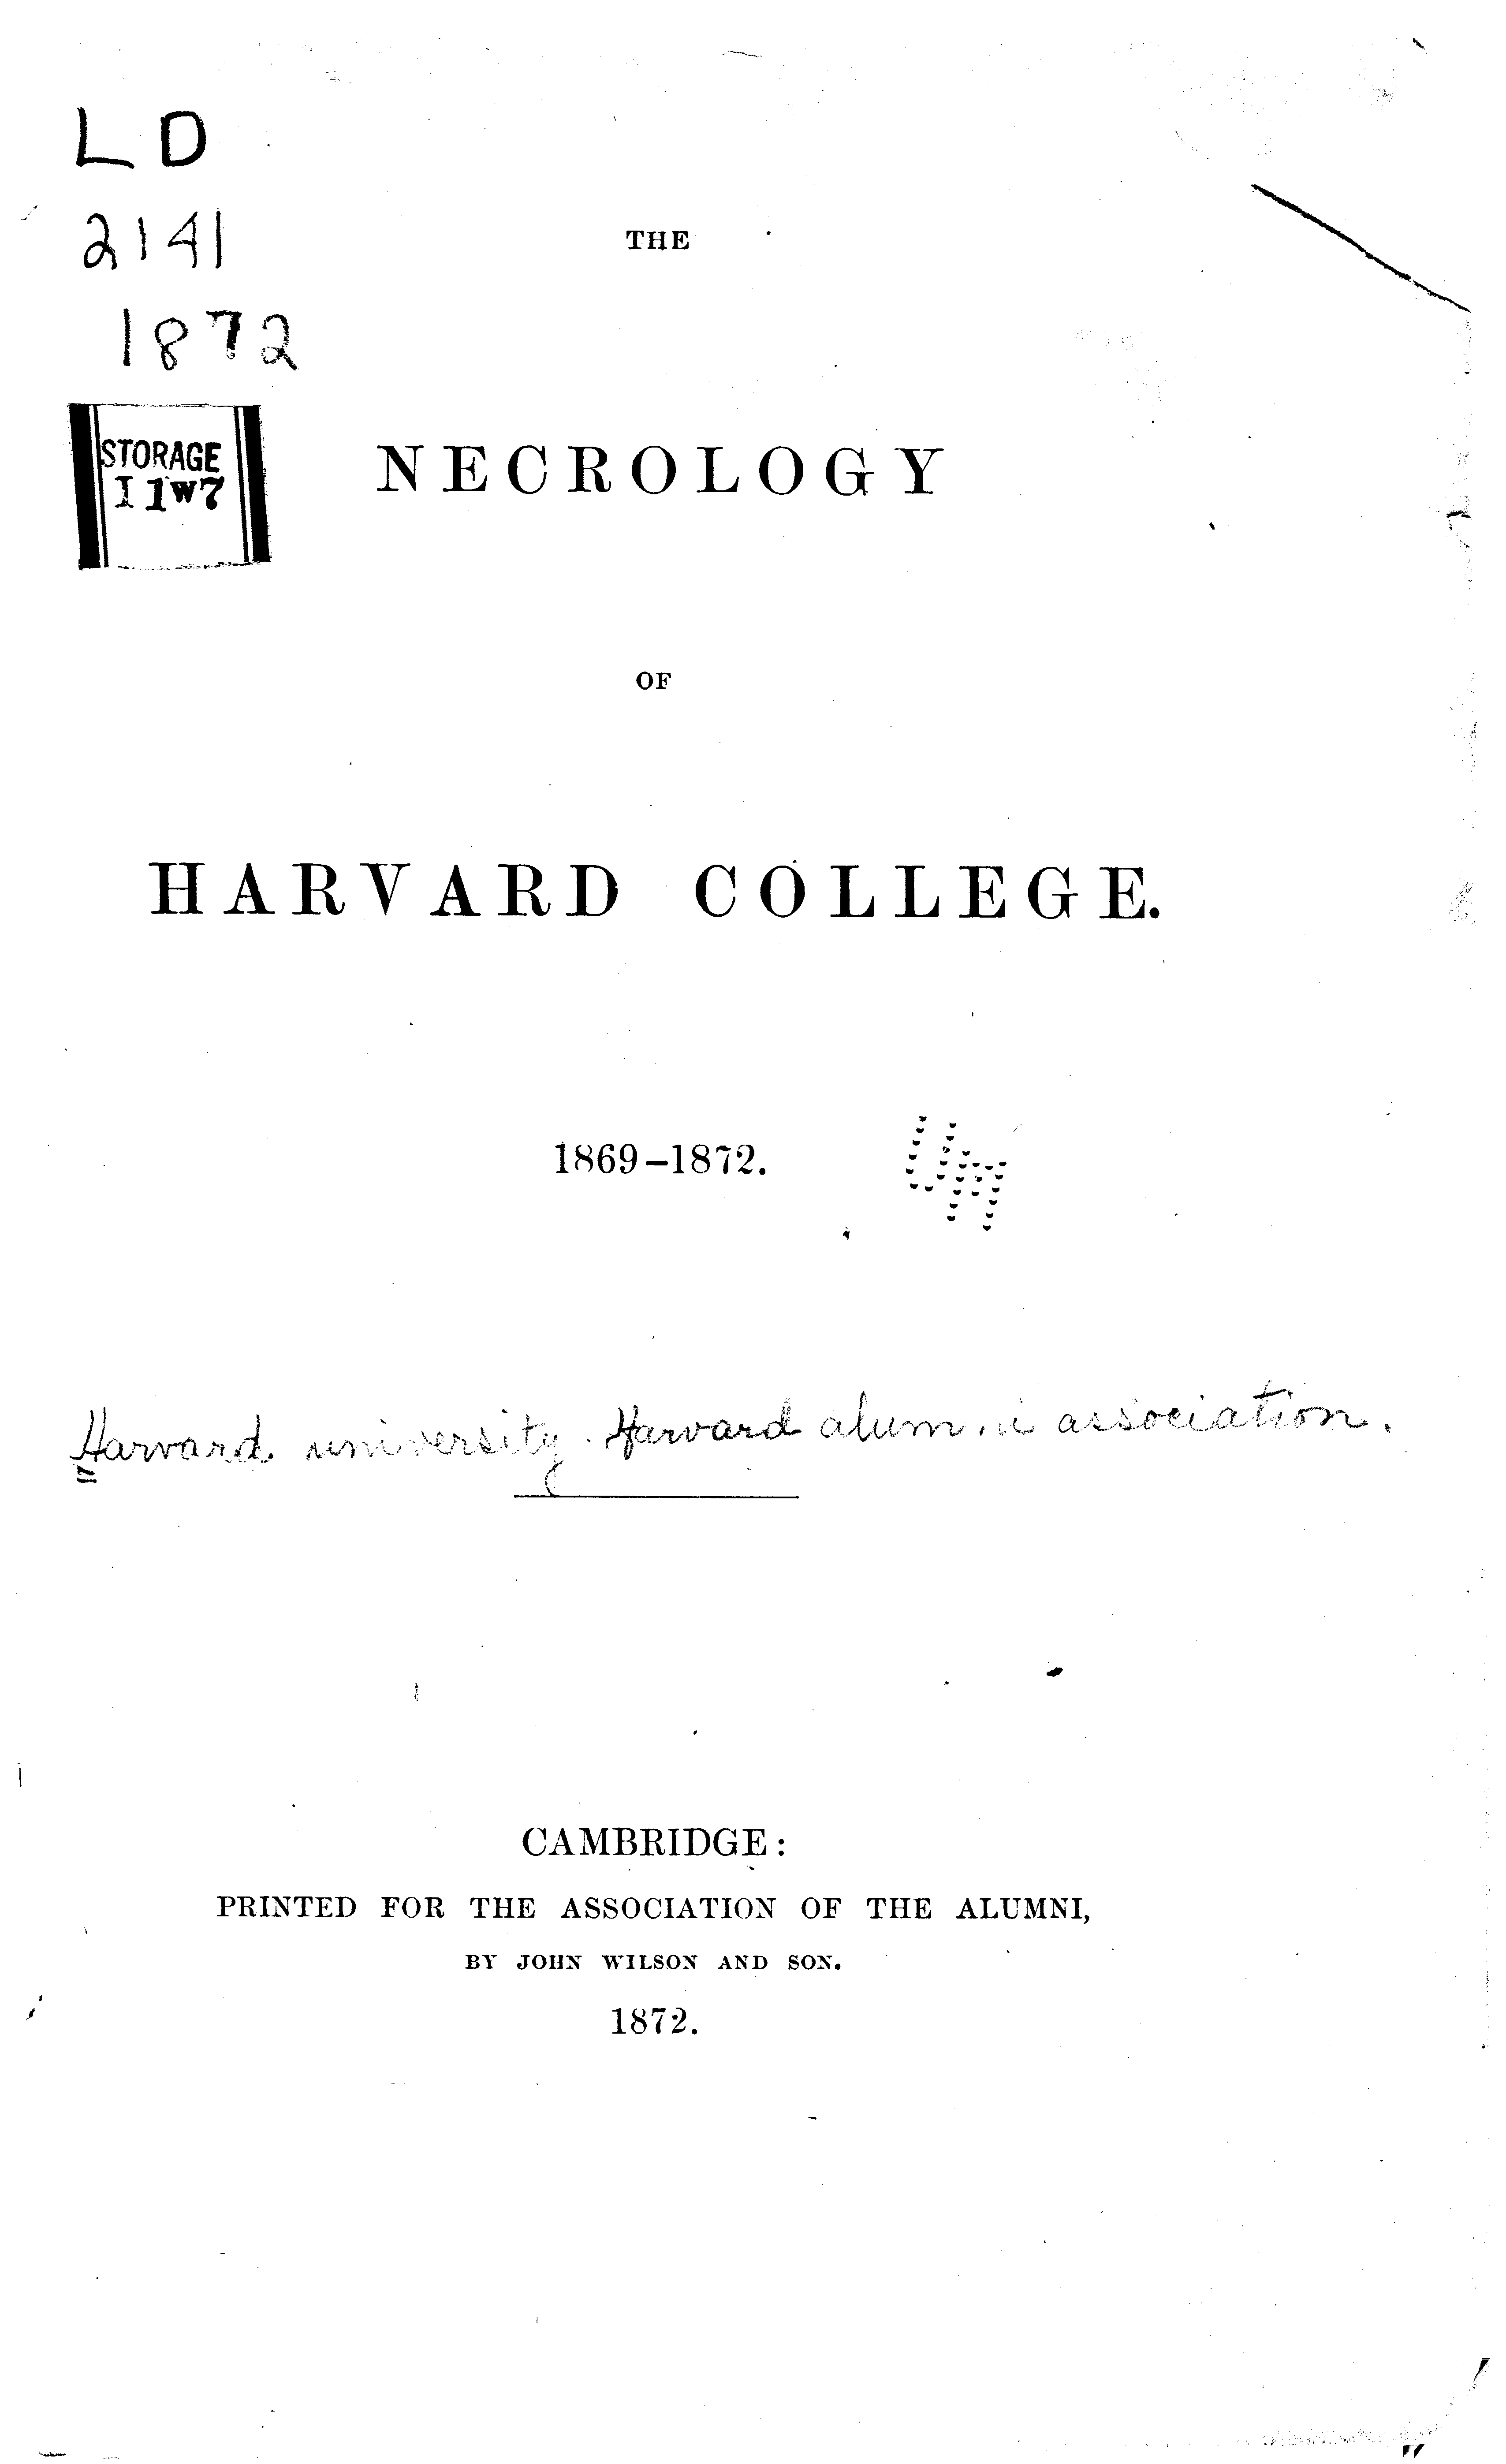 LD
2141
1872
STORAGE
I 1W7
THE
NECROLOGY
OF
HARVARD COLLEGE.
1869–1872.
UM
Harvard university. Harvard alumni association.
CAMBRIDGE:
PRINTED FOR THE ASSOCIATION OF THE ALUMNI,
BY JOHN WILSON AND SON.
1872.